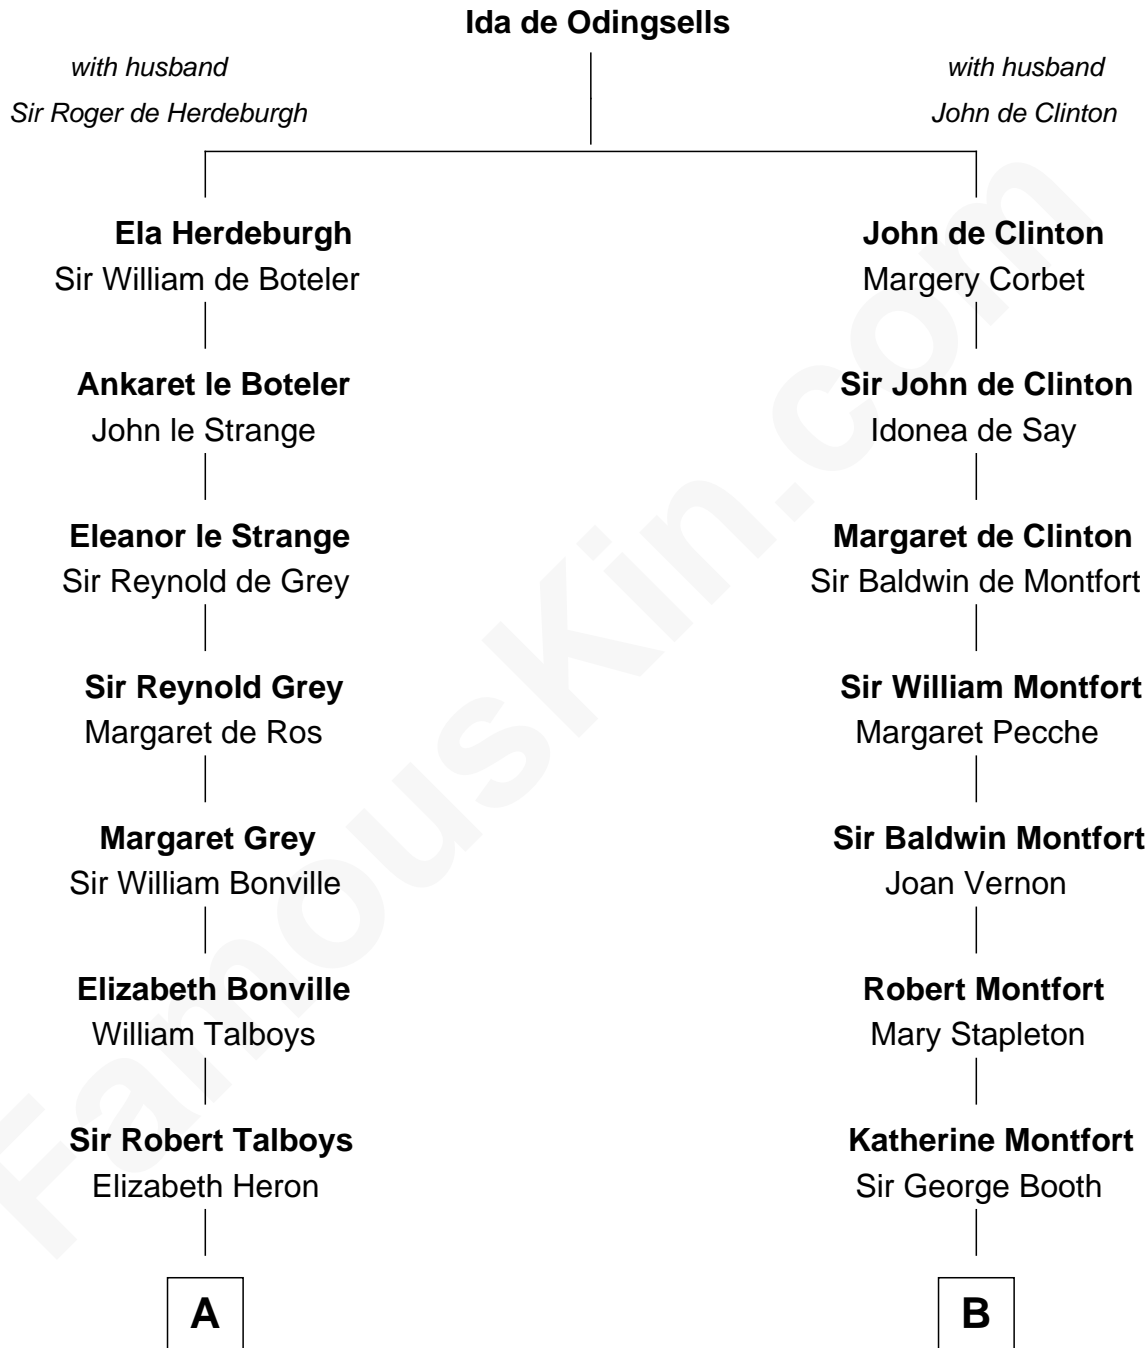 Ida de Odingsells
with husband
Sir Roger de Herdeburgh
with husband
John de Clinton
Ela Herdeburgh
Sir William de Boteler
John de Clinton
Margery Corbet
Ankaret le Boteler
John le Strange
Sir John de Clinton
Idonea de Say
Eleanor le Strange
Sir Reynold de Grey
Margaret de Clinton
Sir Baldwin de Montfort
Sir Reynold Grey
Margaret de Ros
Sir William Montfort
Margaret Pecche
Margaret Grey
Sir William Bonville
Sir Baldwin Montfort
Joan Vernon
Elizabeth Bonville
William Talboys
Robert Montfort
Mary Stapleton
Sir Robert Talboys
Elizabeth Heron
Katherine Montfort
Sir George Booth
A
B
FamousKin.com